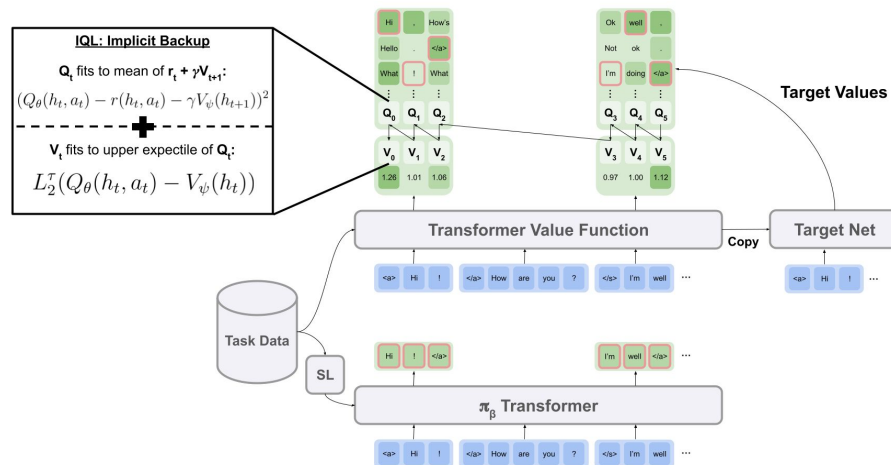 IQL: Implicit Backup
Q_t fits to mean of r_t + γV_{t+1}:
(Q_θ(h_t, a_t) − r(h_t, a_t) − γV_ψ(h_{t+1}))^2
V_t fits to upper expectile of Q_t:
L_2^τ(Q_θ(h_t, a_t) − V_ψ(h_t))
Hi , How's
Hello . </a>
What ! What
⋮ ⋮ ⋮
Q_0 Q_1 Q_2
V_0 V_1 V_2
1.26 1.01 1.06
Ok well ,
Not ok .
I'm doing </a>
⋮ ⋮ ⋮
Q_3 Q_4 Q_5
V_3 V_4 V_5
0.97 1.00 1.12
Target Values
Transformer Value Function
Copy
Target Net
<a> Hi ! </a> How are you ? </s> I'm well ...
<a> Hi ! ...
Task Data
SL
Hi ! </a> I'm well </a> ...
π_β Transformer
<a> Hi ! </a> How are you ? </s> I'm well ...